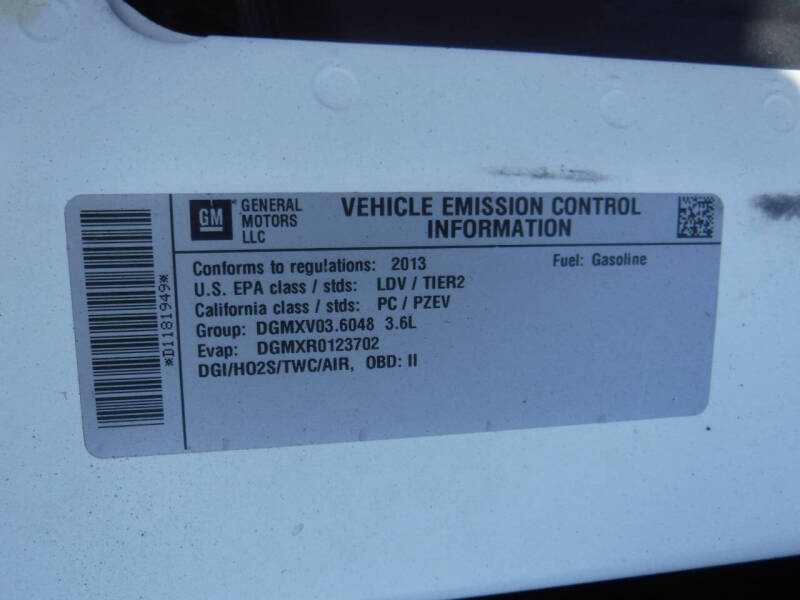 *D1181949*
GM
GENERAL
MOTORS
LLC
VEHICLE EMISSION CONTROL
INFORMATION
Conforms to regulations: 2013 Fuel: Gasoline
U.S. EPA class / stds: LDV / TIER2
California class / stds: PC / PZEV
Group: DGMXV03.6048 3.6L
Evap: DGMXR0123702
DGI/HO2S/TWC/AIR, OBD: II